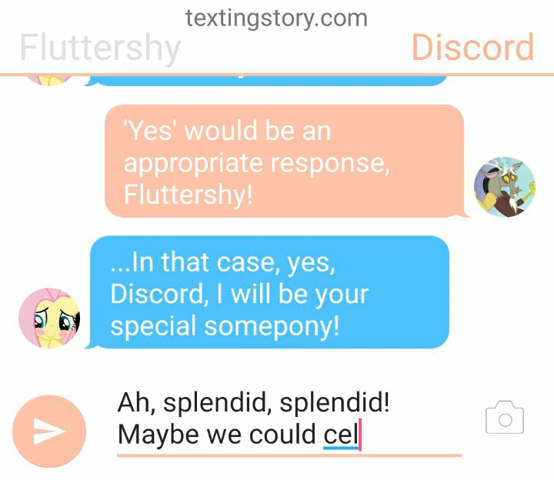 textingstory.com
Fluttershy
Discord
'Yes' would be an
appropriate response,
Fluttershy!
...In that case, yes,
Discord, I will be your
special somepony!
Ah, splendid, splendid!
Maybe we could cel